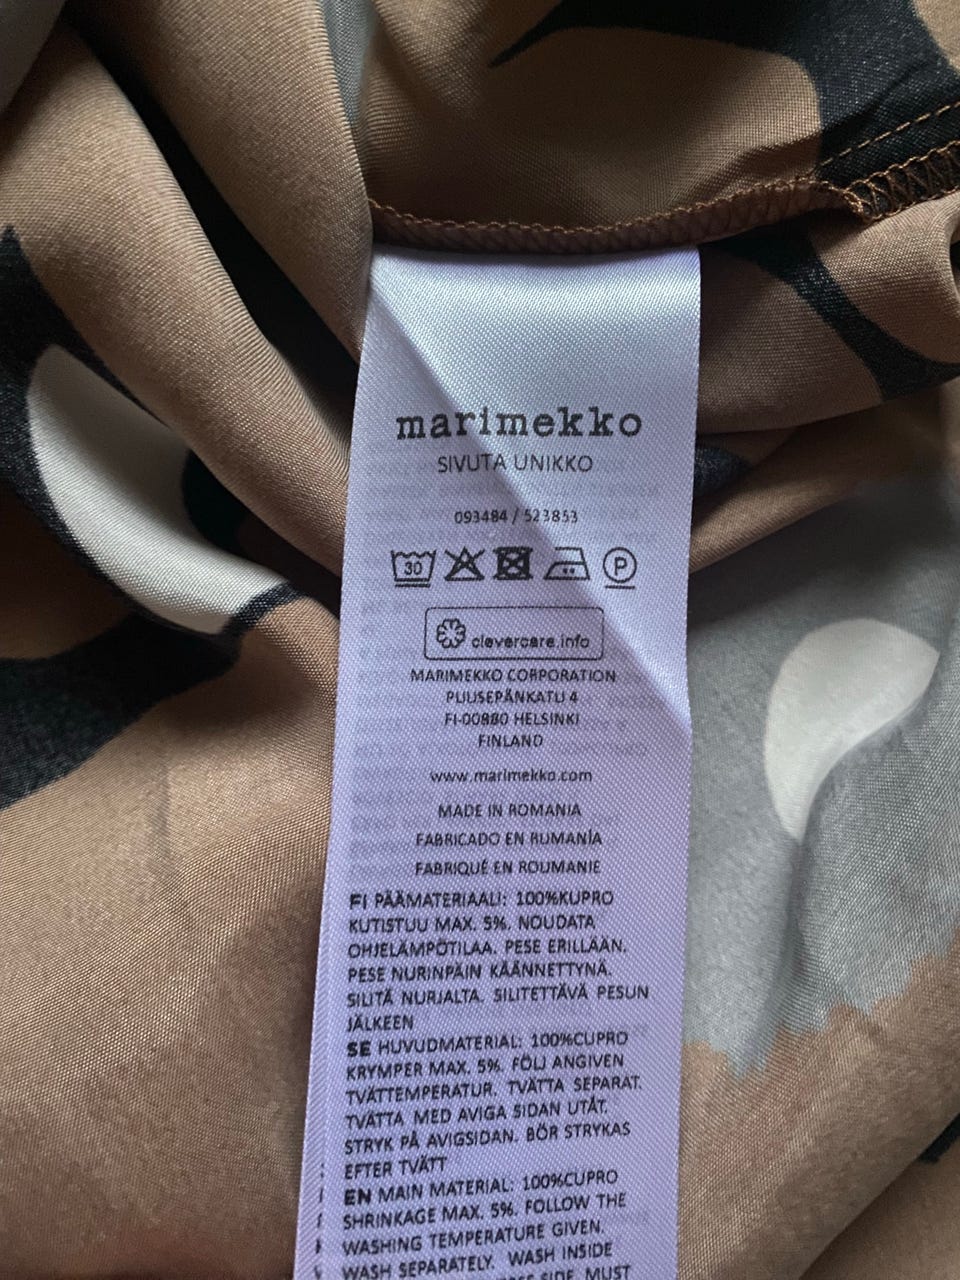 marimekko
SIVUTA UNIKKO
093484 / 523853
30
P
clevercare.info
MARIMEKKO CORPORATION
PUUSEPÄNKATU 4
FI-00880 HELSINKI
FINLAND
www.marimekko.com
MADE IN ROMANIA
FABRICADO EN RUMANÍA
FABRIQUÉ EN ROUMANIE
FI PÄÄMATERIAALI: 100%KUPRO
KUTISTUU MAX. 5%. NOUDATA
OHJELÄMPÖTILAA. PESE ERILLÄÄN.
PESE NURINPÄIN KÄÄNNETTYNÄ.
SILITÄ NURJALTA. SILITETTÄVÄ PESUN
JÄLKEEN
SE HUVUDMATERIAL: 100%CUPRO
KRYMPER MAX. 5%. FÖLJ ANGIVEN
TVÄTTEMPERATUR. TVÄTTA SEPARAT.
TVÄTTA MED AVIGA SIDAN UTÅT.
STRYK PÅ AVIGSIDAN. BÖR STRYKAS
EFTER TVÄTT
EN MAIN MATERIAL: 100%CUPRO
SHRINKAGE MAX. 5%. FOLLOW THE
WASHING TEMPERATURE GIVEN.
WASH SEPARATELY. WASH INSIDE
SIDE. MUST